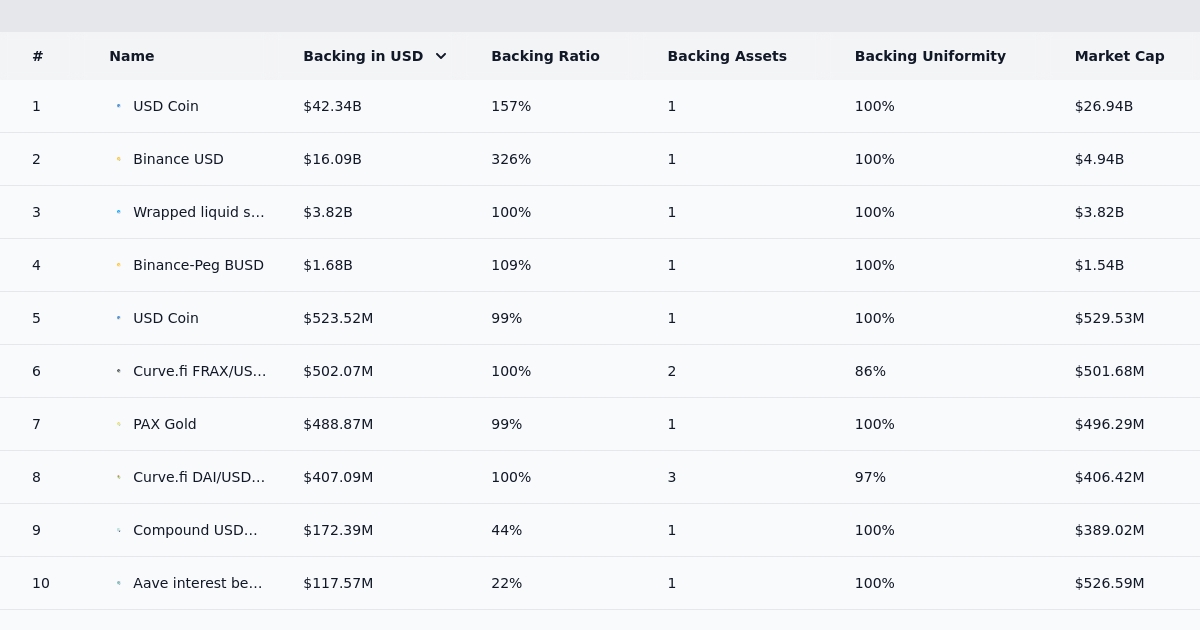 # Name Backing in USD Backing Ratio Backing Assets Backing Uniformity Market Cap
1 USD Coin $42.34B 157% 1 100% $26.94B
2 Binance USD $16.09B 326% 1 100% $4.94B
3 Wrapped liquid s... $3.82B 100% 1 100% $3.82B
4 Binance-Peg BUSD $1.68B 109% 1 100% $1.54B
5 USD Coin $523.52M 99% 1 100% $529.53M
6 Curve.fi FRAX/US... $502.07M 100% 2 86% $501.68M
7 PAX Gold $488.87M 99% 1 100% $496.29M
8 Curve.fi DAI/USD... $407.09M 100% 3 97% $406.42M
9 Compound USD... $172.39M 44% 1 100% $389.02M
10 Aave interest be... $117.57M 22% 1 100% $526.59M